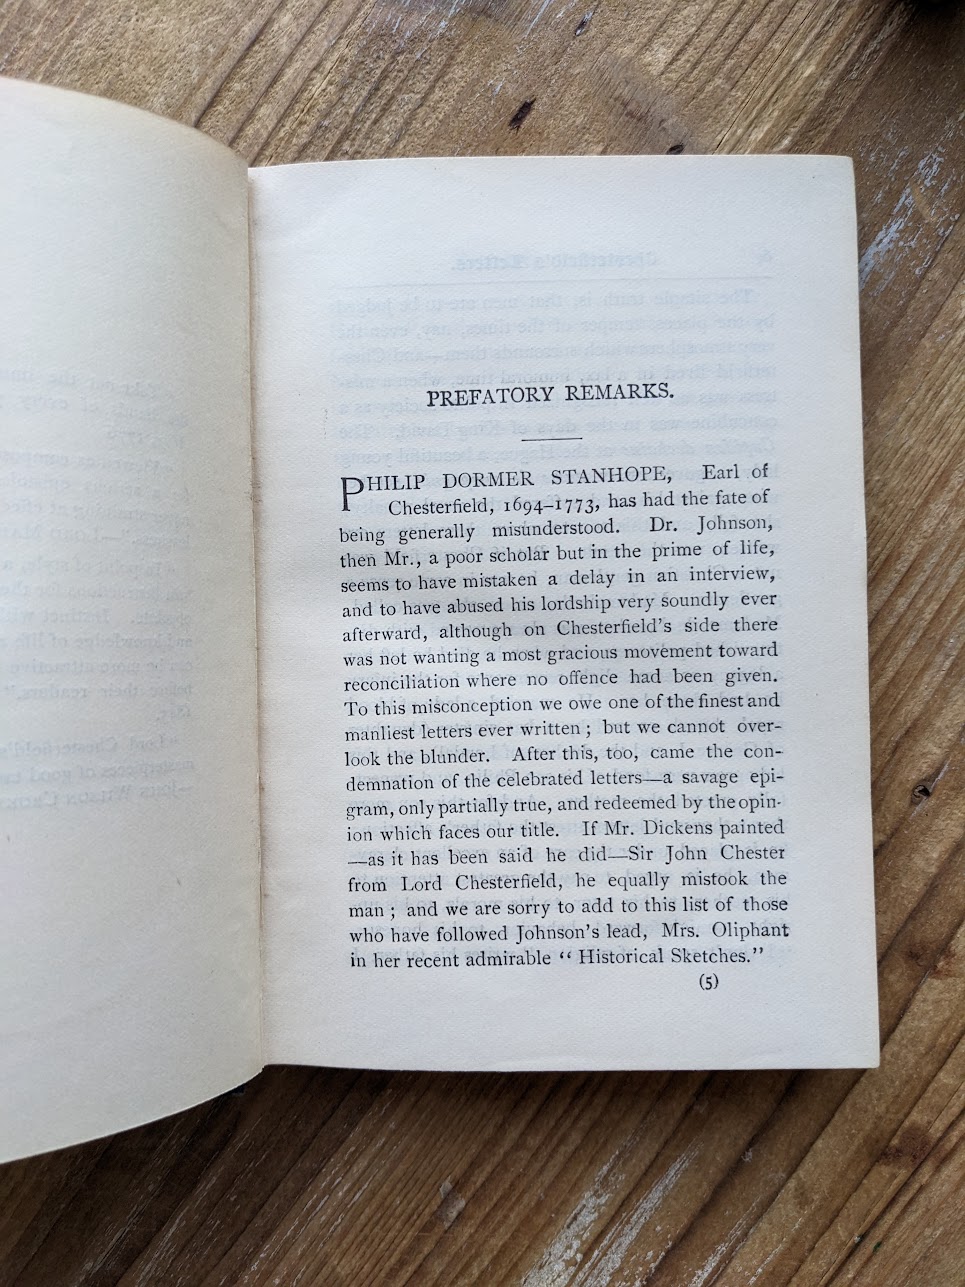 PREFATORY REMARKS.
PHILIP DORMER STANHOPE, Earl of
Chesterfield, 1694–1773, has had the fate of
being generally misunderstood. Dr. Johnson,
then Mr., a poor scholar but in the prime of life,
seems to have mistaken a delay in an interview,
and to have abused his lordship very soundly ever
afterward, although on Chesterfield's side there
was not wanting a most gracious movement toward
reconciliation where no offence had been given.
To this misconception we owe one of the finest and
manliest letters ever written; but we cannot over-
look the blunder. After this, too, came the con-
demnation of the celebrated letters—a savage epi-
gram, only partially true, and redeemed by the opin-
ion which faces our title. If Mr. Dickens painted
—as it has been said he did—Sir John Chester
from Lord Chesterfield, he equally mistook the
man; and we are sorry to add to this list of those
who have followed Johnson's lead, Mrs. Oliphant
in her recent admirable "Historical Sketches."
(5)